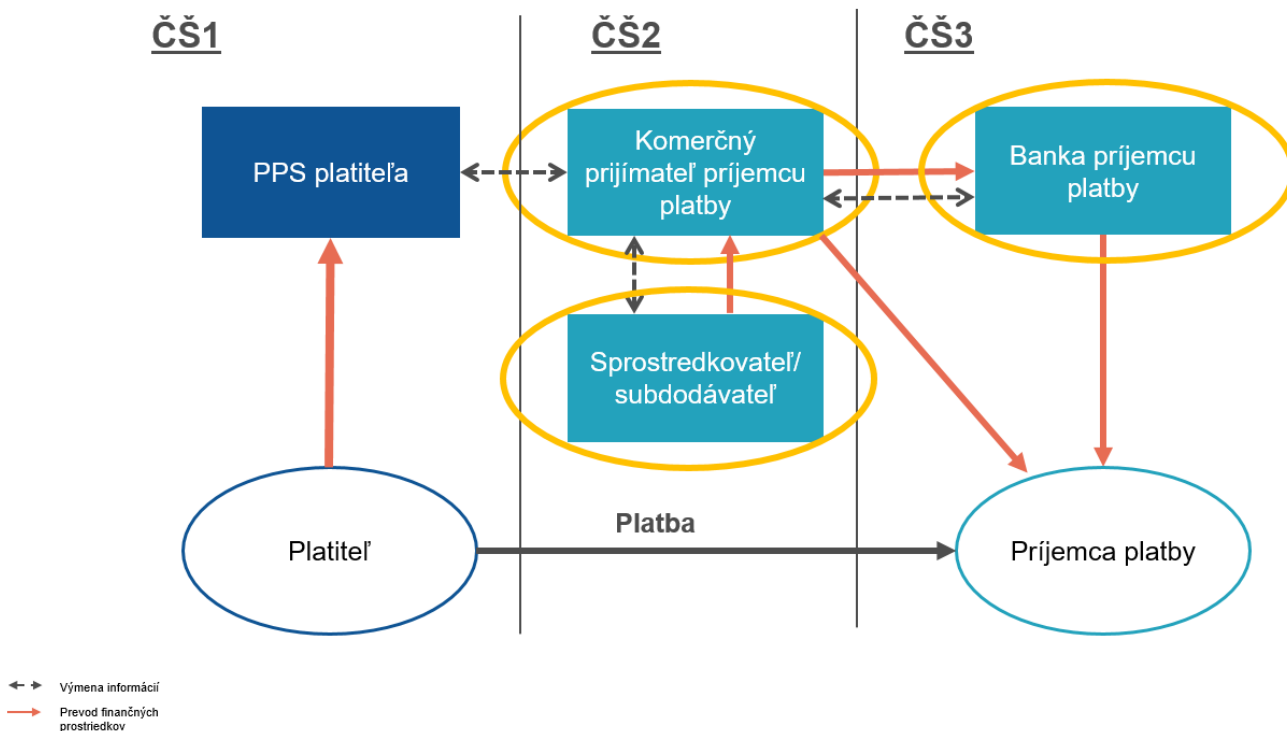 ČŠ1
ČŠ2
ČŠ3
PPS platiteľa
Komerčný
prijímateľ príjemcu
platby
Banka príjemcu
platby
Sprostredkovateľ/
subdodávateľ
Platba
Platiteľ
Príjemca platby
Výmena informácií
Prevod finančných
prostriedkov